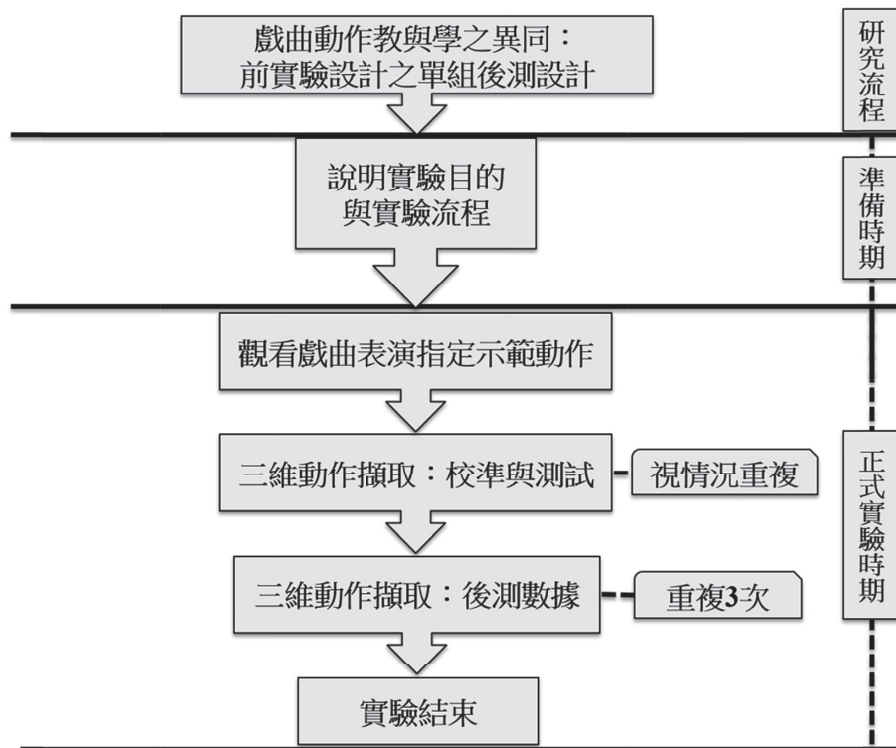 戲曲動作教與學之異同：
前實驗設計之單組後測設計
研究流程
說明實驗目的
與實驗流程
準備時期
觀看戲曲表演指定示範動作
三維動作擷取：校準與測試
視情況重複
三維動作擷取：後測數據
重複3次
正式實驗時期
實驗結束